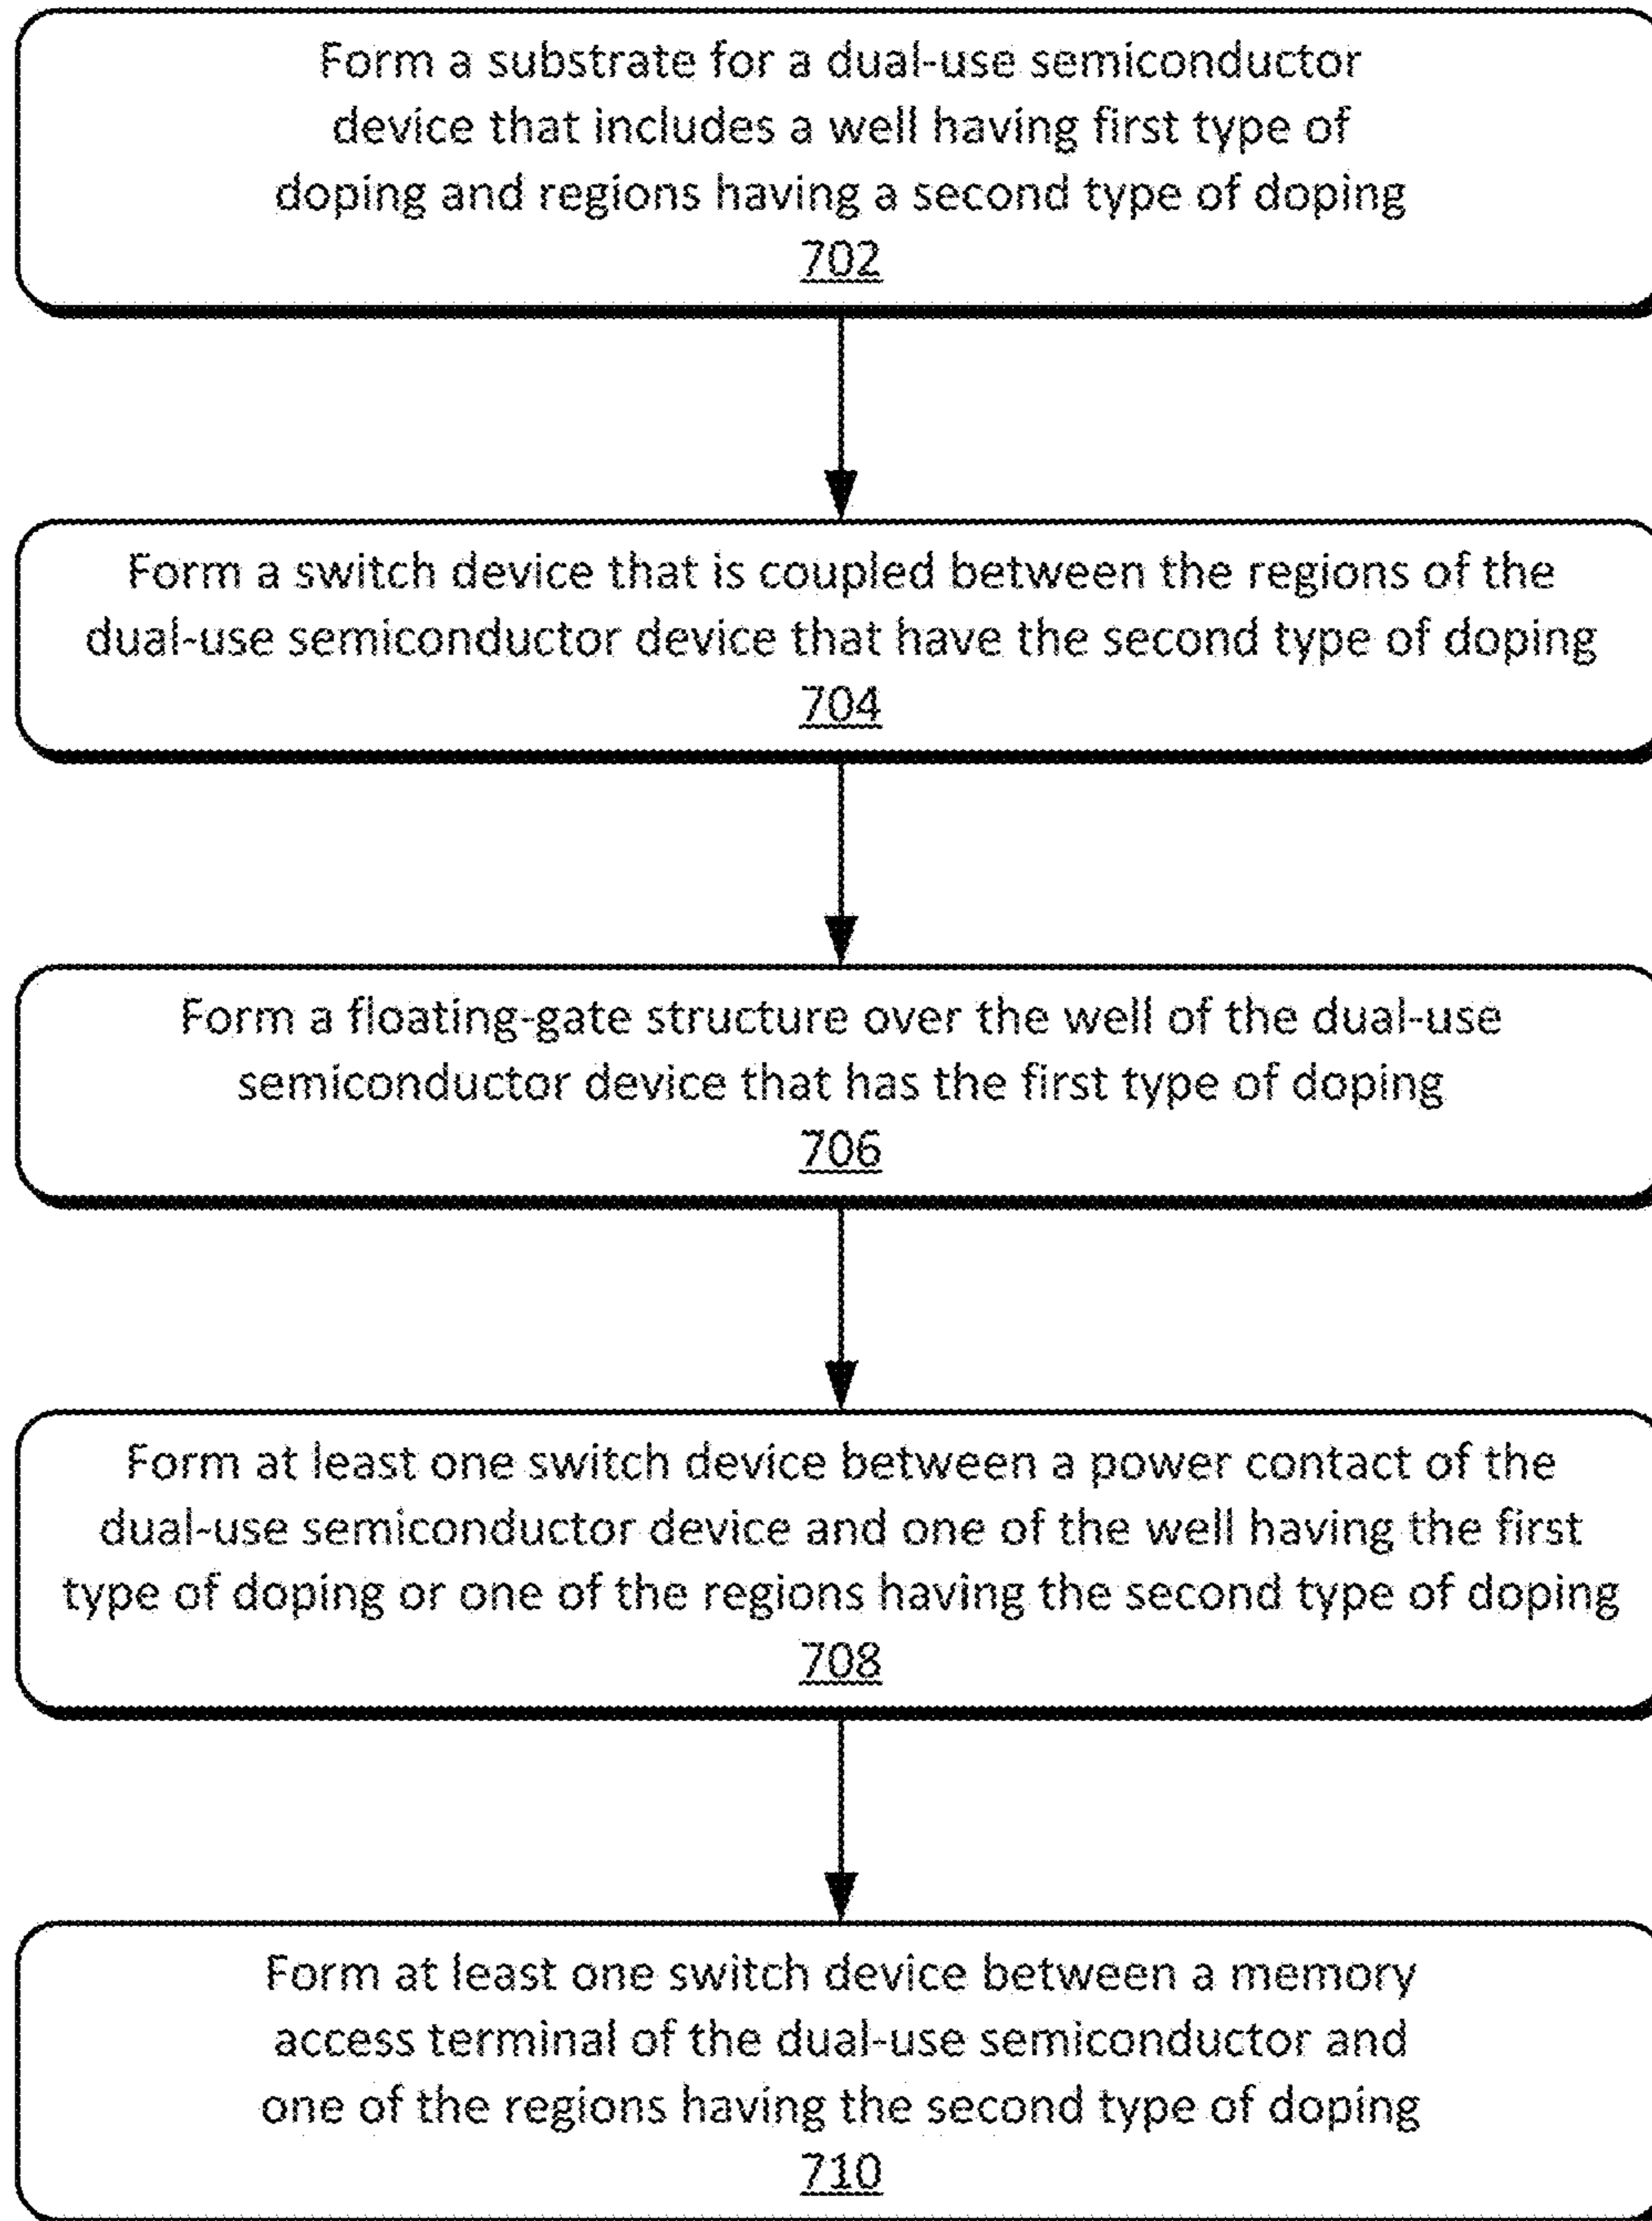 Form a substrate for a dual-use semiconductor
device that includes a well having first type of
doping and regions having a second type of doping
702
Form a switch device that is coupled between the regions of the
dual-use semiconductor device that have the second type of doping
704
Form a floating-gate structure over the well of the dual-use
semiconductor device that has the first type of doping
706
Form at least one switch device between a power contact of the
dual-use semiconductor device and one of the well having the first
type of doping or one of the regions having the second type of doping
708
Form at least one switch device between a memory
access terminal of the dual-use semiconductor and
one of the regions having the second type of doping
710